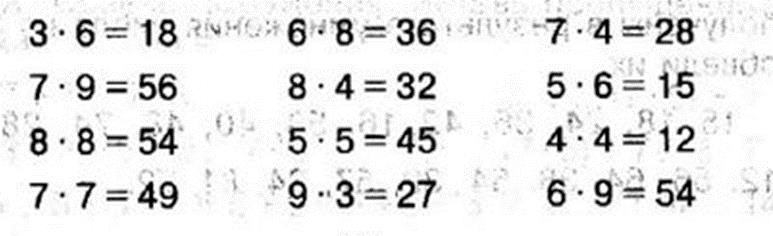 3 · 6 = 18 6 · 8 = 36 7 · 4 = 28
7 · 9 = 56 8 · 4 = 32 5 · 6 = 15
8 · 8 = 54 5 · 5 = 45 4 · 4 = 12
7 · 7 = 49 9 · 3 = 27 6 · 9 = 54